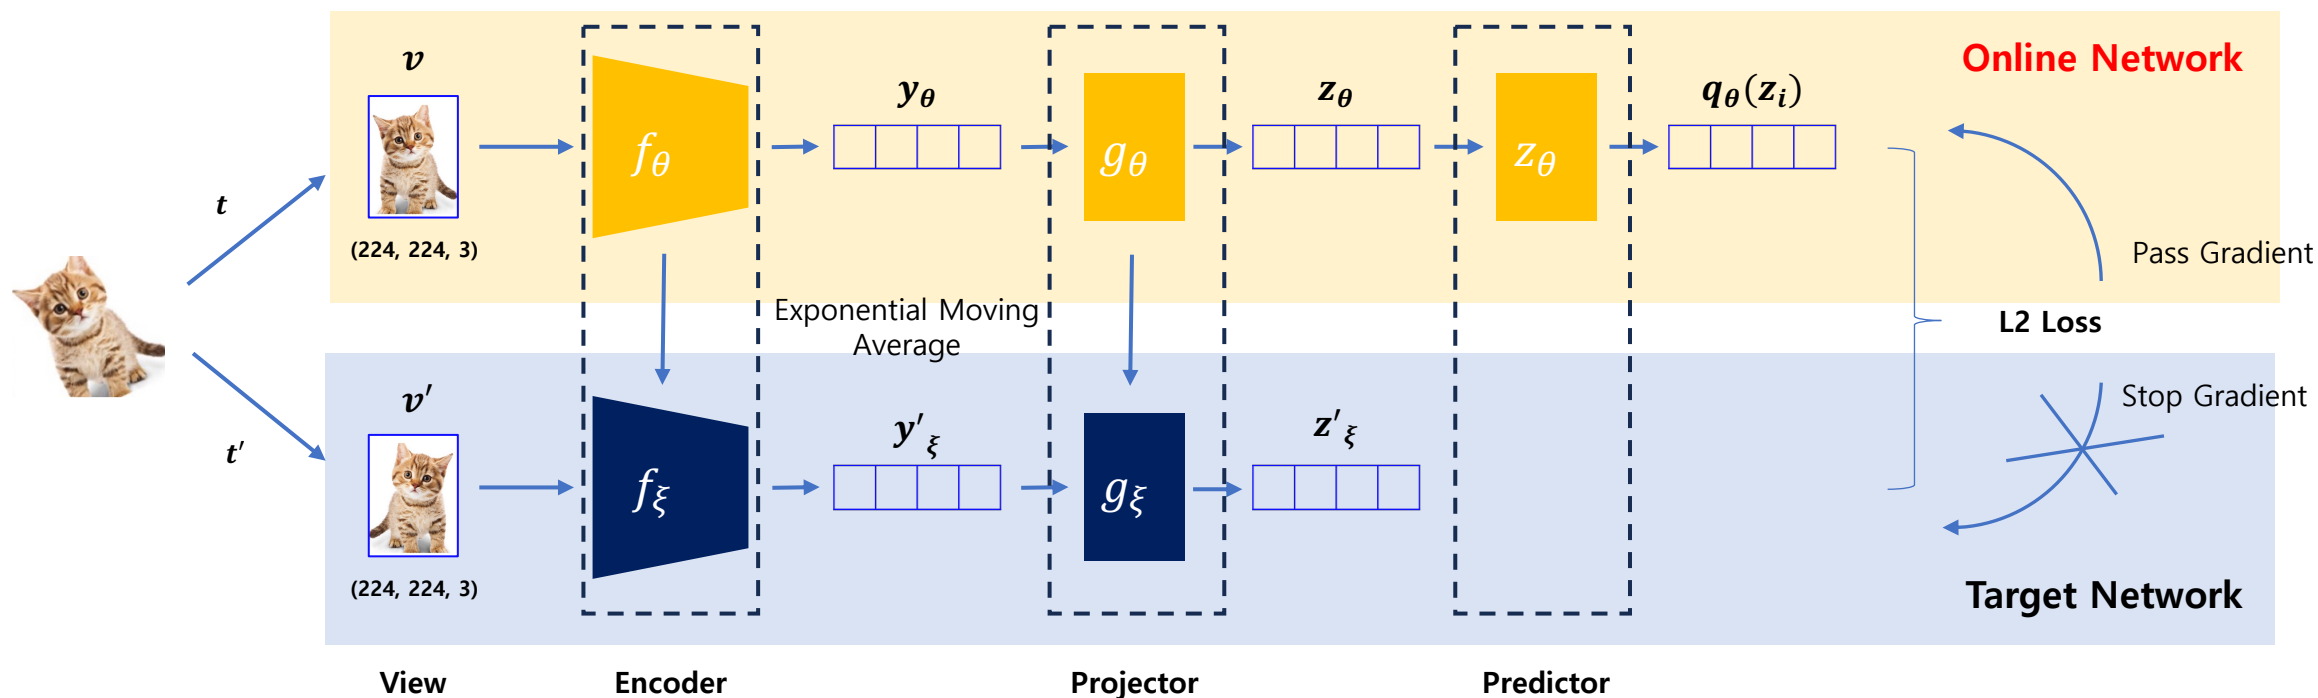 Online Network
v
y_θ
z_θ
q_θ(z_i)
f_θ
g_θ
z_θ
t
(224, 224, 3)
Pass Gradient
Exponential Moving
Average
L2 Loss
Stop Gradient
v′
y′_ξ
z′_ξ
t′
f_ξ
g_ξ
(224, 224, 3)
Target Network
View
Encoder
Projector
Predictor